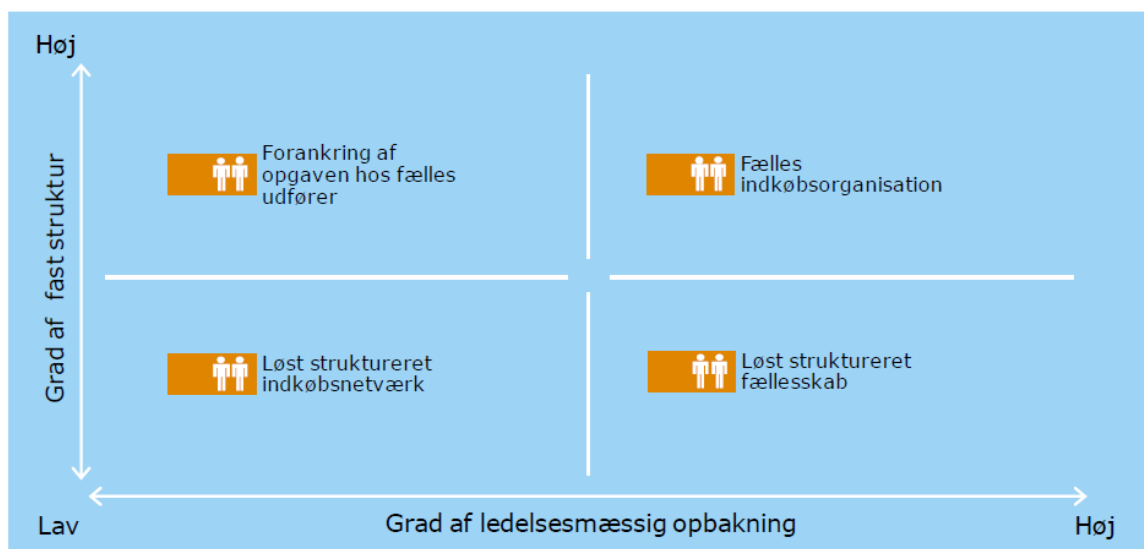 Høj
Grad af fast struktur
Forankring af
opgaven hos fælles
udfører
Fælles
indkøbsorganisation
Løst struktureret
indkøbsnetværk
Løst struktureret
fællesskab
Lav
Grad af ledelsesmæssig opbakning
Høj